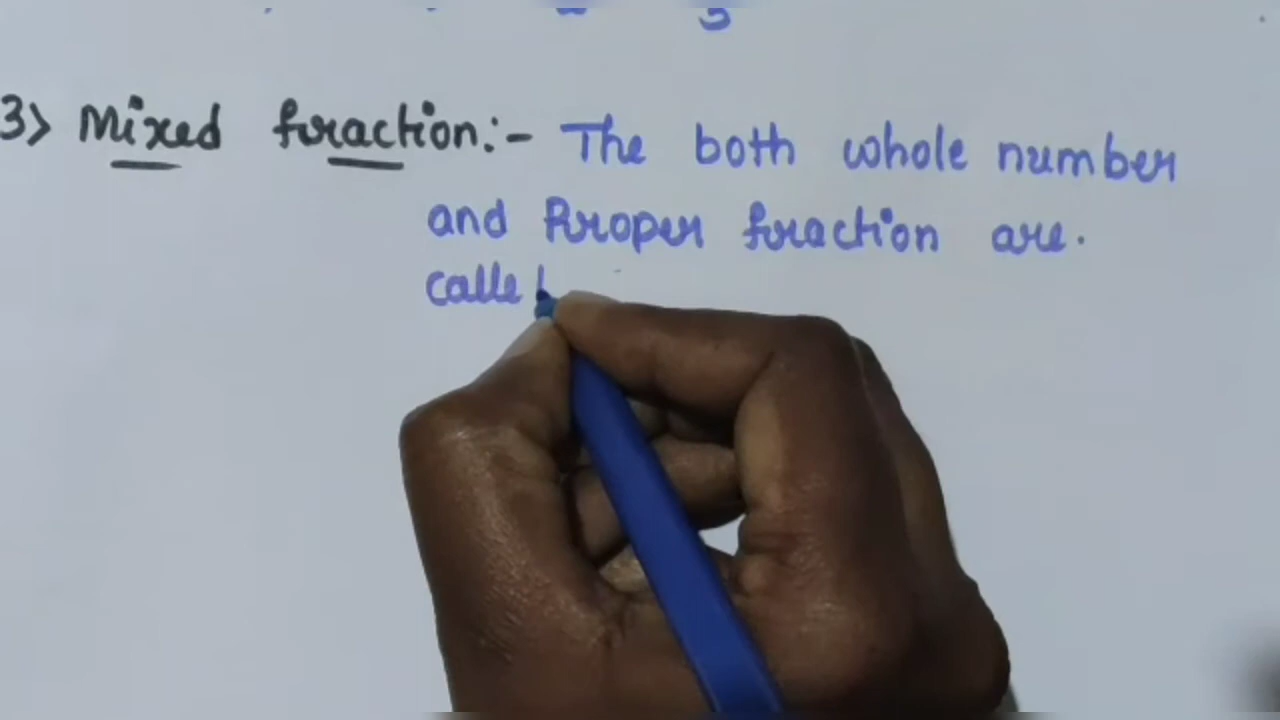 3> Mixed fraction:- The both whole number
and Proper fraction are.
calle